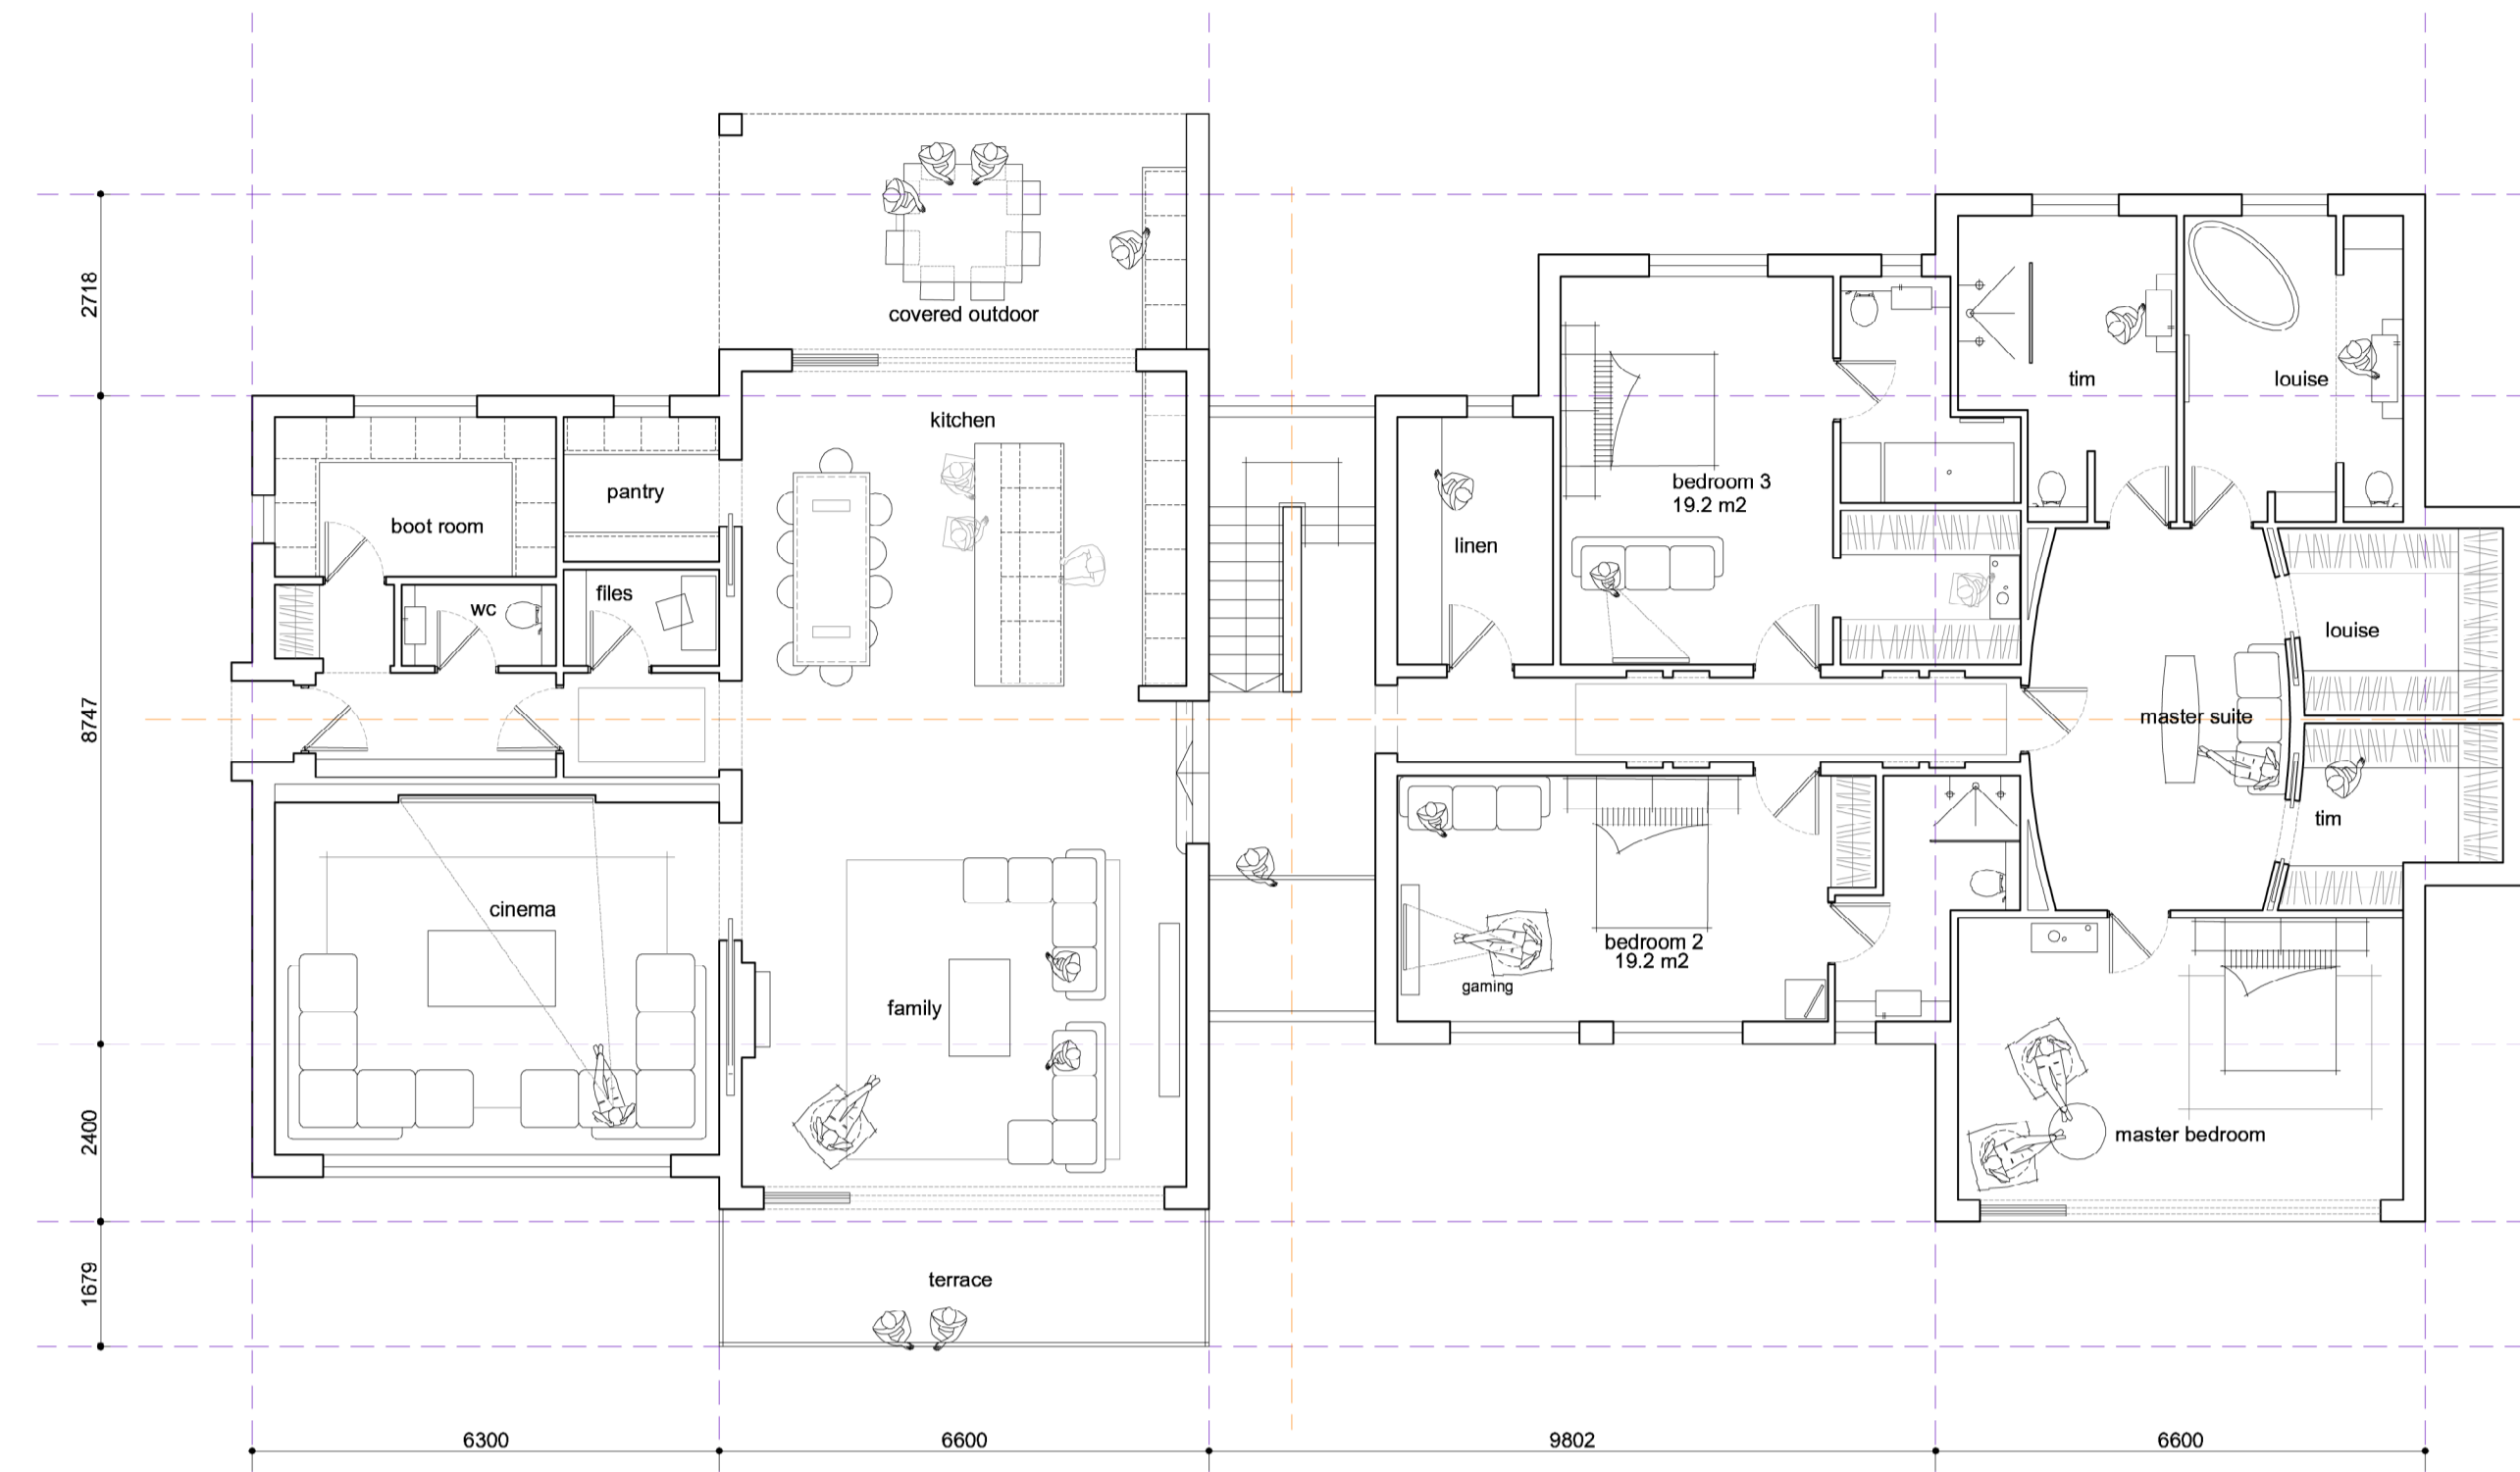 2718
8747
2400
1679
covered outdoor
kitchen
pantry
boot room
files
wc
cinema
family
terrace
linen
bedroom 3
19.2 m2
bedroom 2
19.2 m2
gaming
tim
louise
louise
master suite
tim
master bedroom
6300
6600
9802
6600